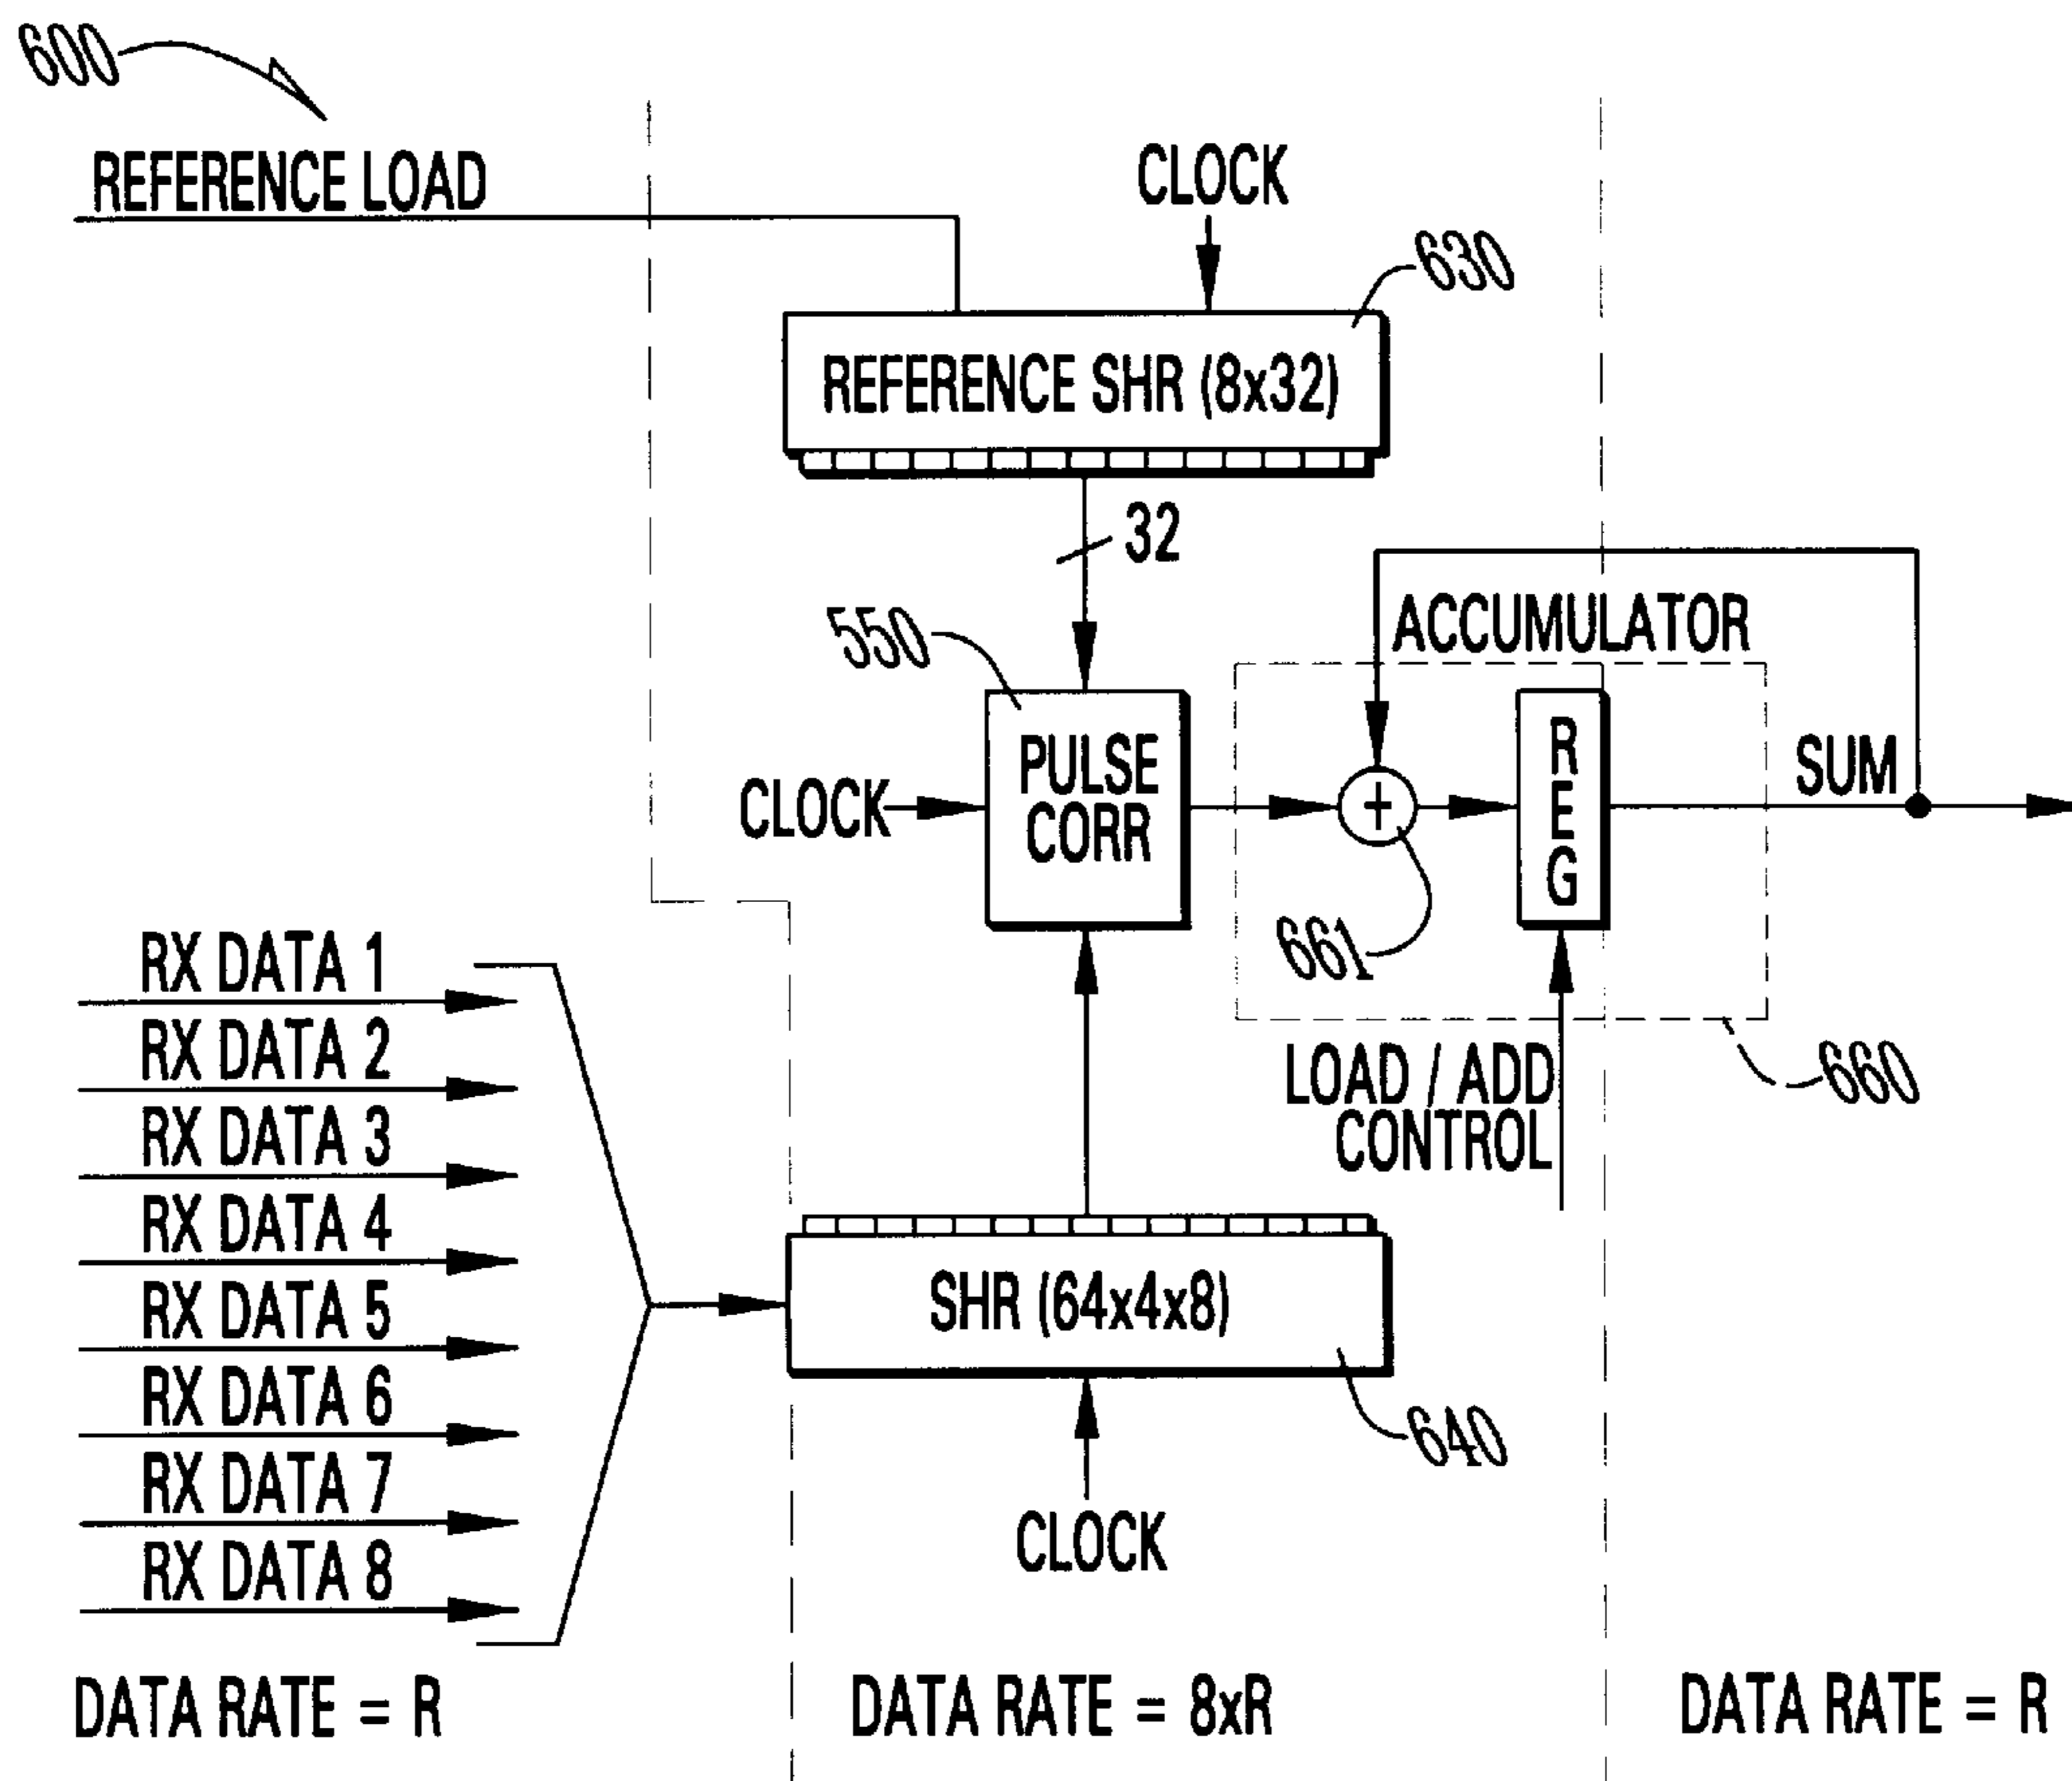 600
REFERENCE LOAD
CLOCK
630
REFERENCE SHR (8x32)
32
550
ACCUMULATOR
PULSE
CORR
CLOCK
+
R
E
G
SUM
661
LOAD / ADD
CONTROL
660
RX DATA 1
RX DATA 2
RX DATA 3
RX DATA 4
RX DATA 5
RX DATA 6
RX DATA 7
RX DATA 8
SHR (64x4x8)
640
CLOCK
DATA RATE = R
DATA RATE = 8xR
DATA RATE = R